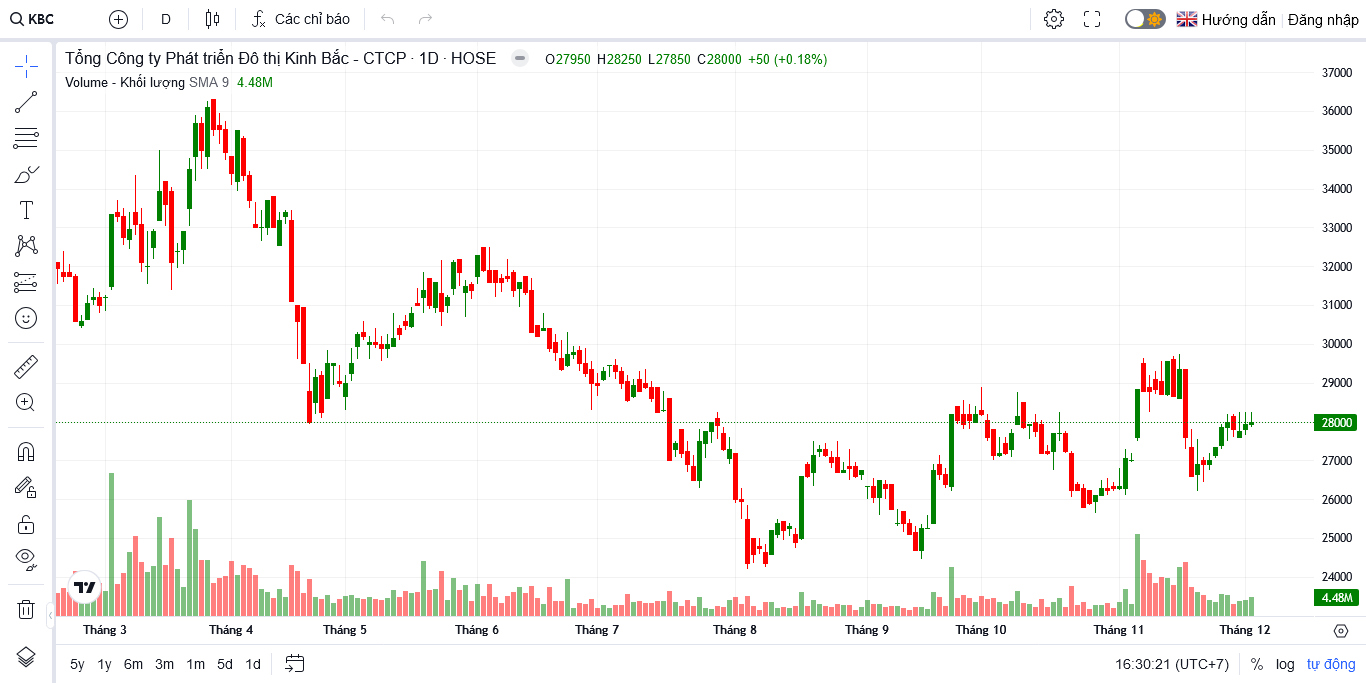 KBC D Các chỉ báo Hướng dẫn Đăng nhập
Tổng Công ty Phát triển Đô thị Kinh Bắc - CTCP · 1D · HOSE O27950 H28250 L27850 C28000 +50 (+0.18%)
Volume - Khối lượng SMA 9 4.48M
37000
36000
35000
34000
33000
32000
31000
30000
29000
28000
27000
26000
25000
24000
4.48M
Tháng 3 Tháng 4 Tháng 5 Tháng 6 Tháng 7 Tháng 8 Tháng 9 Tháng 10 Tháng 11 Tháng 12
5y 1y 6m 3m 1m 5d 1d 16:30:21 (UTC+7) % log tự động